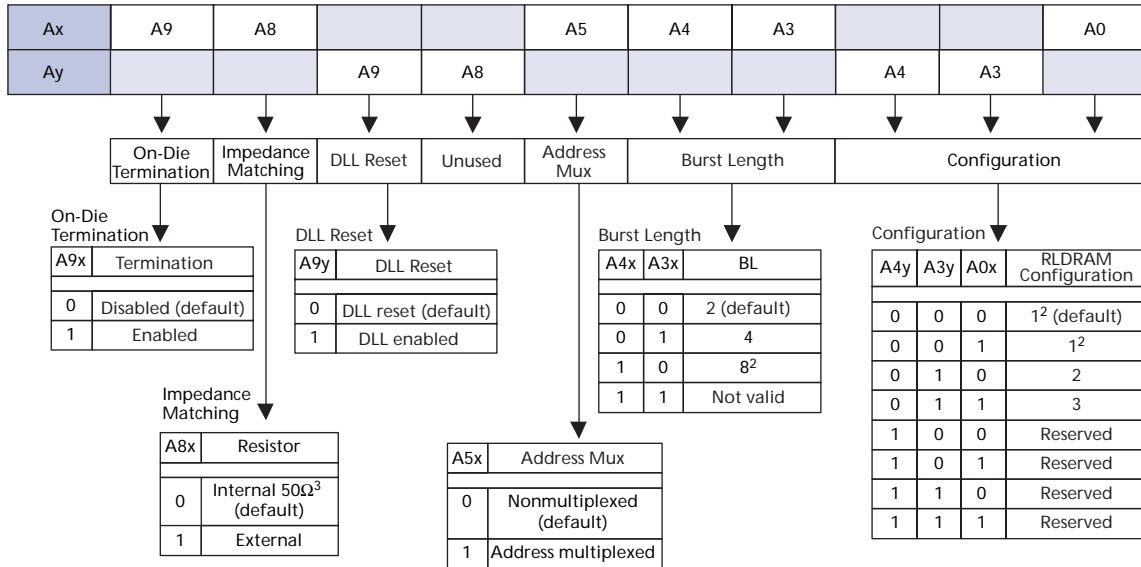 Ax A9 A8 A5 A4 A3 A0
Ay A9 A8 A4 A3
On-Die Termination Impedance Matching DLL Reset Unused Address Mux Burst Length Configuration
On-Die
Termination
A9x Termination
0 Disabled (default)
1 Enabled
DLL Reset
A9y DLL Reset
0 DLL reset (default)
1 DLL enabled
Burst Length
A4x A3x BL
0 0 2 (default)
0 1 4
1 0 8²
1 1 Not valid
Configuration
A4y A3y A0x RLDRAM Configuration
0 0 0 1² (default)
0 0 1 1²
0 1 0 2
0 1 1 3
1 0 0 Reserved
1 0 1 Reserved
1 1 0 Reserved
1 1 1 Reserved
Impedance
Matching
A8x Resistor
0 Internal 50Ω³ (default)
1 External
A5x Address Mux
0 Nonmultiplexed (default)
1 Address multiplexed